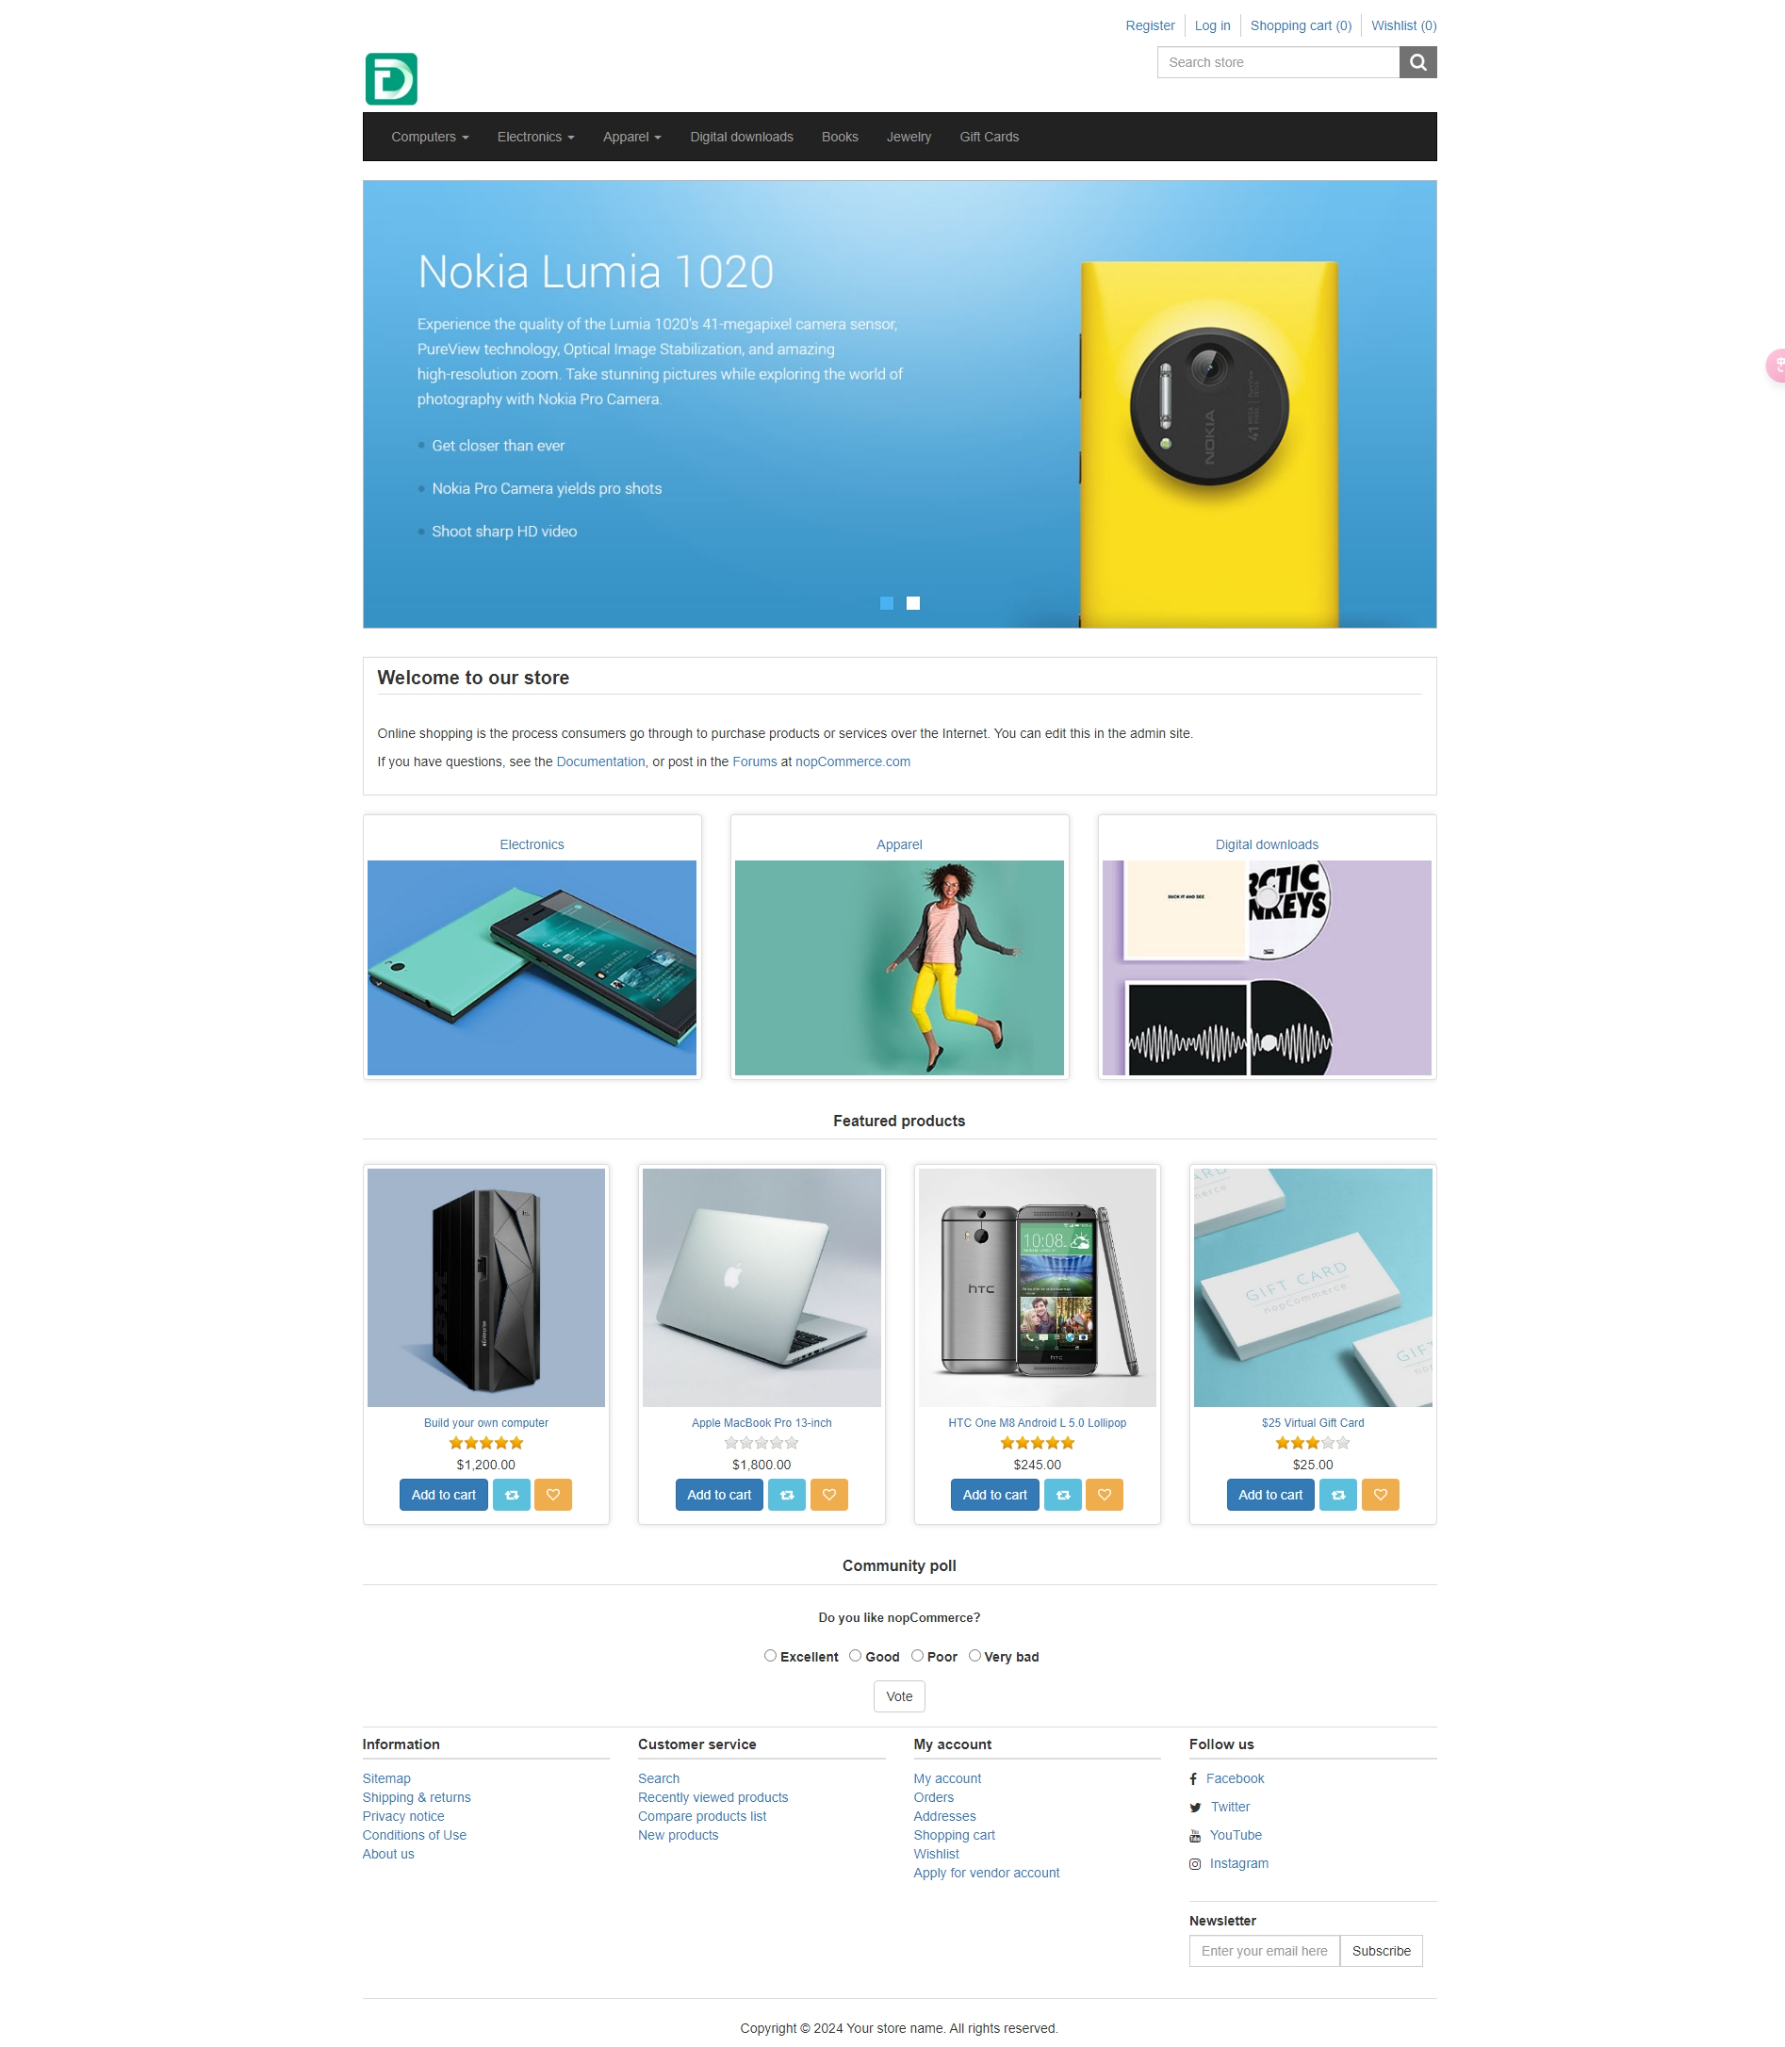 Register Log in Shopping cart (0) Wishlist (0)
Search store
Computers Electronics Apparel Digital downloads Books Jewelry Gift Cards
Nokia Lumia 1020
Experience the quality of the Lumia 1020's 41-megapixel camera sensor,
PureView technology, Optical Image Stabilization, and amazing
high-resolution zoom. Take stunning pictures while exploring the world of
photography with Nokia Pro Camera.
Get closer than ever
Nokia Pro Camera yields pro shots
Shoot sharp HD video
NOKIA
Welcome to our store
Online shopping is the process consumers go through to purchase products or services over the Internet. You can edit this in the admin site.
If you have questions, see the Documentation, or post in the Forums at nopCommerce.com
Electronics Apparel Digital downloads
SUCK IT AND SEE
RCTIC
NKEYS
Featured products
10:08
hTC
GIFT CARD
nopCommerce
Build your own computer
$1,200.00
Add to cart
Apple MacBook Pro 13-inch
$1,800.00
Add to cart
HTC One M8 Android L 5.0 Lollipop
$245.00
Add to cart
$25 Virtual Gift Card
$25.00
Add to cart
Community poll
Do you like nopCommerce?
Excellent Good Poor Very bad
Vote
Information
Sitemap
Shipping & returns
Privacy notice
Conditions of Use
About us
Customer service
Search
Recently viewed products
Compare products list
New products
My account
My account
Orders
Addresses
Shopping cart
Wishlist
Apply for vendor account
Follow us
Facebook
Twitter
YouTube
Instagram
Newsletter
Enter your email here Subscribe
Copyright © 2024 Your store name. All rights reserved.